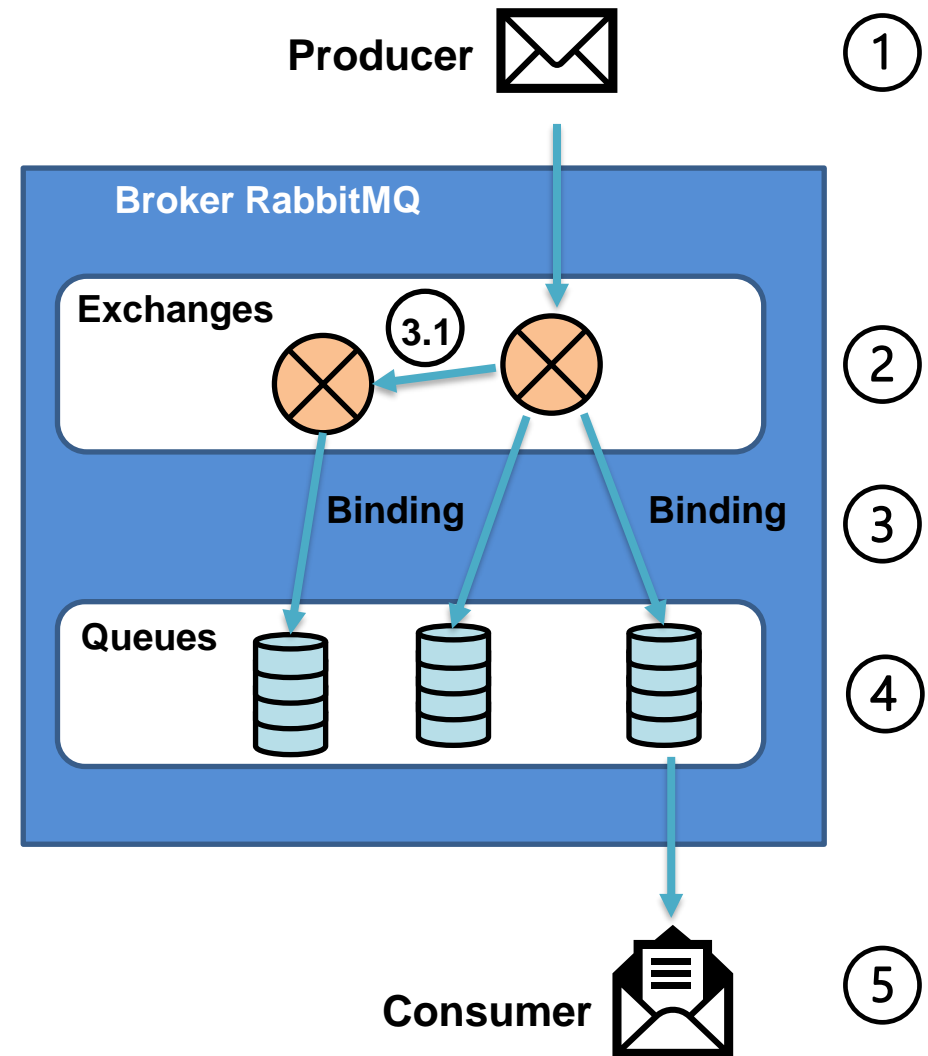 Producer
1
Broker RabbitMQ
Exchanges
3.1
2
Binding
Binding
3
Queues
4
Consumer
5